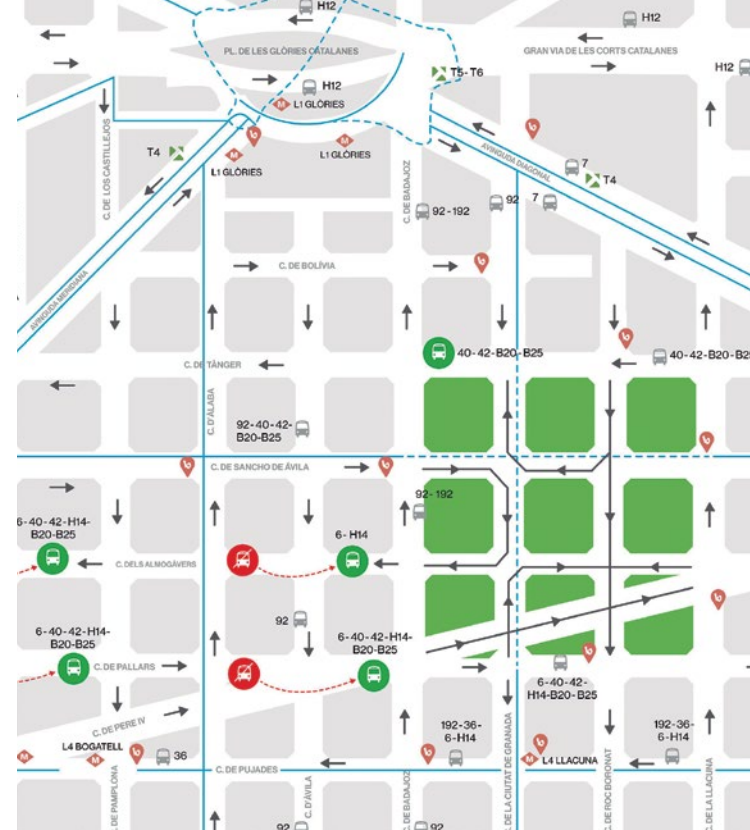 H12
H12
PL. DE LES GLÒRIES CATALANES
GRAN VIA DE LES CORTS CATALANES
T5-T6
H12
H12
L1 GLÒRIES
C. DE LOS CASTILLEJOS
T4
L1 GLÒRIES
L1 GLÒRIES
AVINGUDA DIAGONAL
7
T4
C. DE BADAJOZ
92-192
92
7
AVINGUDA MERIDIANA
C. DE BOLÍVIA
40-42-B20-B25
40-42-B20-B25
C. DE TÀNGER
C. D'ÀLABA
92-40-42-
B20-B25
C. DE SANCHO DE ÁVILA
92-192
6-40-42-H14-
B20-B25
6-H14
C. DELS ALMOGÀVERS
92
6-40-42-H14-
B20-B25
6-40-42-H14-
B20-B25
C. DE PALLARS
6-40-42-
H14-B20-B25
C. DE PERE IV
192-36-
6-H14
192-36-
6-H14
L4 BOGATELL
36
L4 LLACUNA
C. DE PUJADES
DE PAMPLONA
C. D'ÀVILA
C. DE BADAJOZ
DE LA CIUTAT DE GRANADA
C. DE ROC BORONAT
C. DE LA LLACUNA
92
92